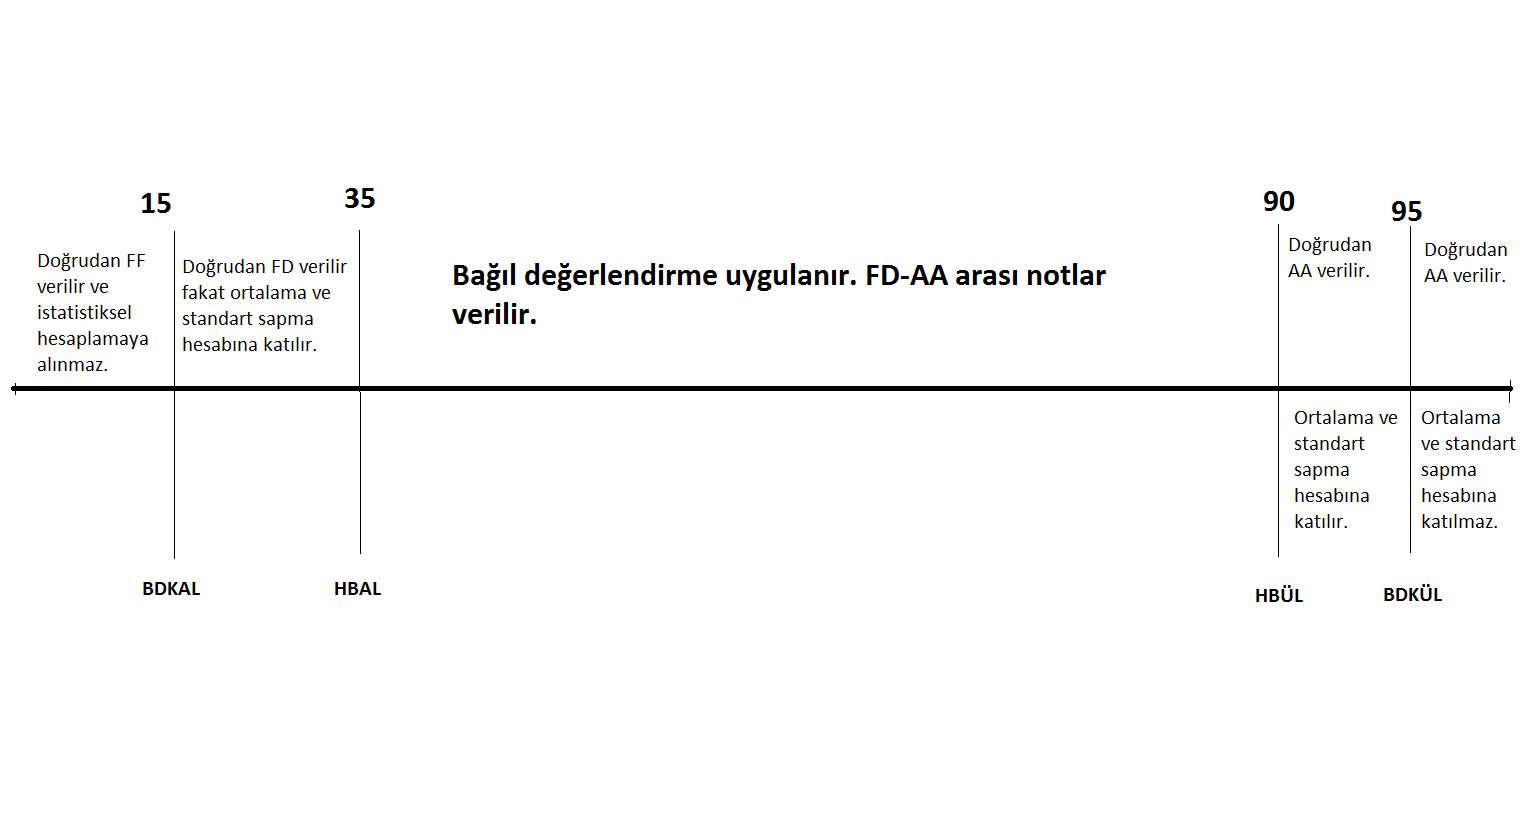 15
35
90
95
Doğrudan FF
verilir ve
istatistiksel
hesaplamaya
alınmaz.
Doğrudan FD verilir
fakat ortalama ve
standart sapma
hesabına katılır.
Bağıl değerlendirme uygulanır. FD-AA arası notlar
verilir.
Doğrudan
AA verilir.
Doğrudan
AA verilir.
Ortalama ve
standart
sapma
hesabına
katılır.
Ortalama
ve standart
sapma
hesabına
katılmaz.
BDKAL
HBAL
HBÜL
BDKÜL